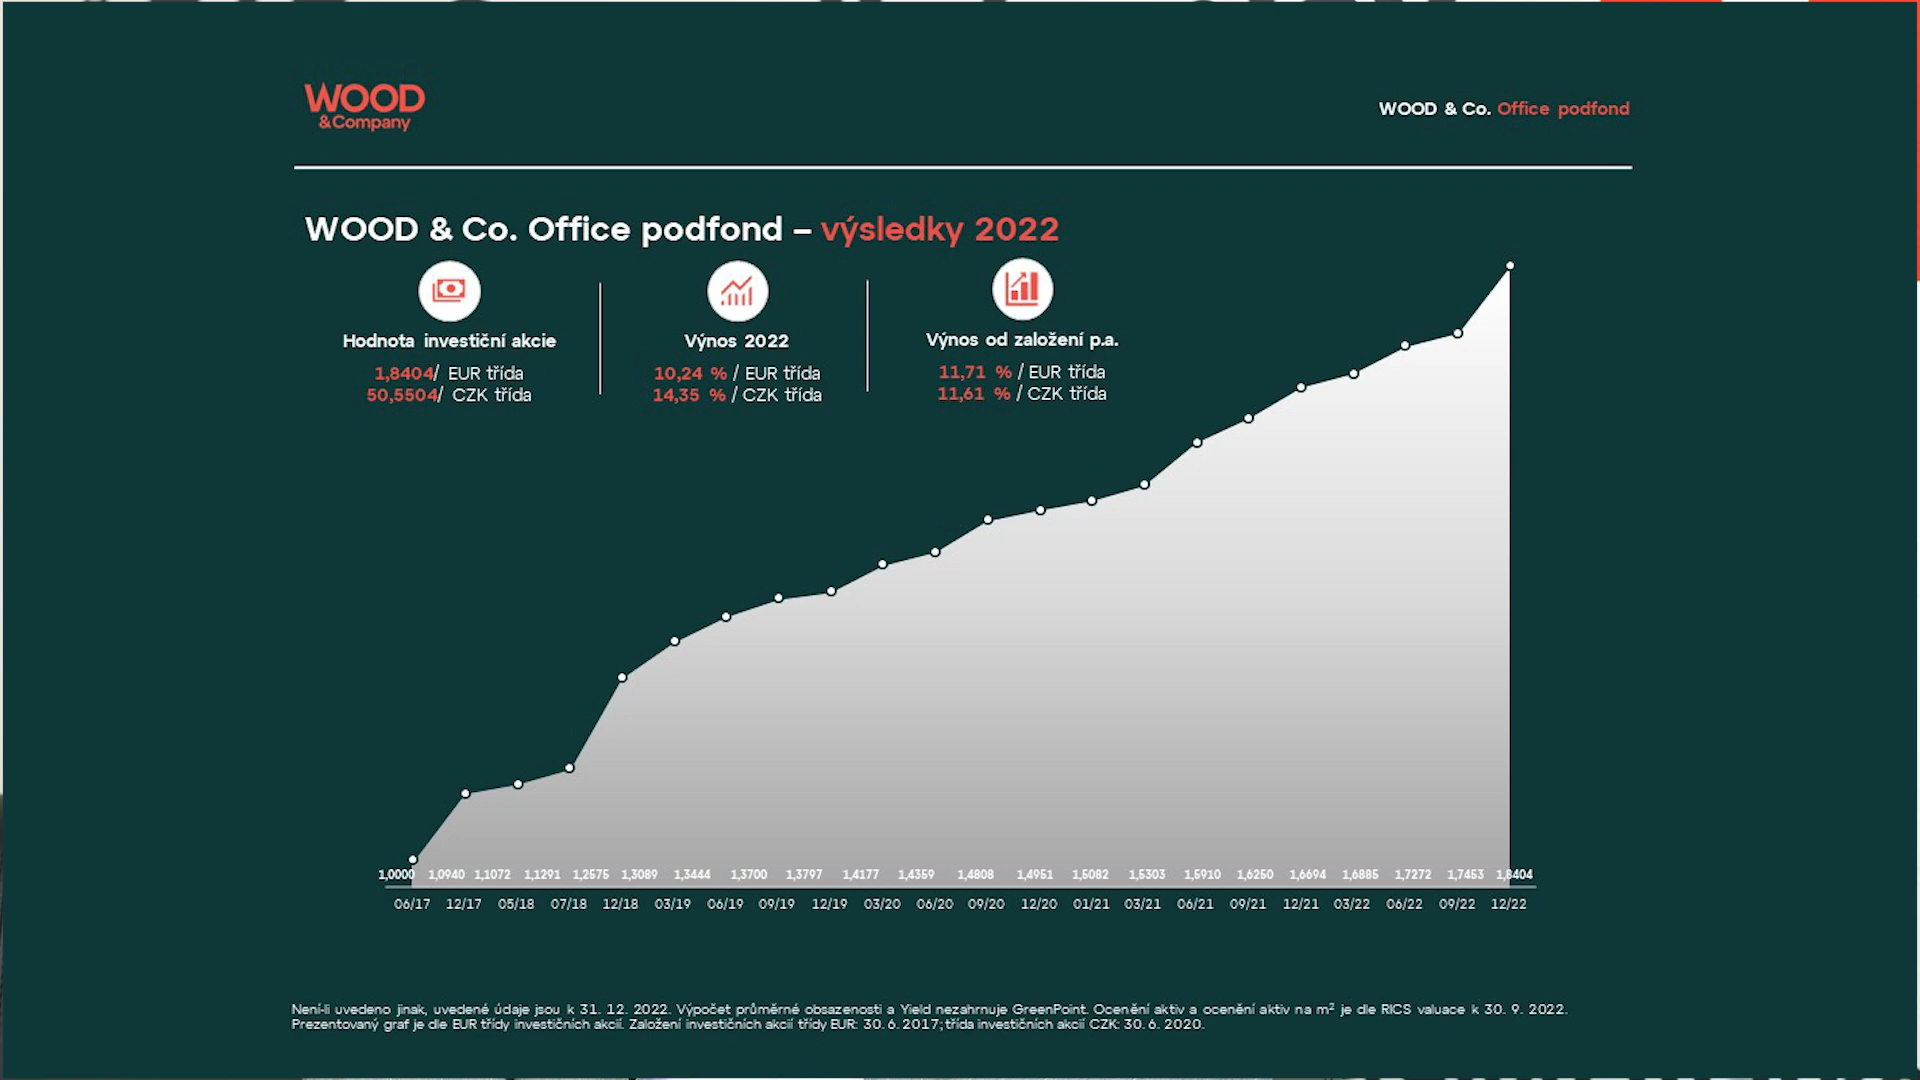 WOOD
&Company
WOOD & Co. Office podfond
WOOD & Co. Office podfond – výsledky 2022
Hodnota investiční akcie
1,8404/ EUR třída
50,5504/ CZK třída
Výnos 2022
10,24 % / EUR třída
14,35 % / CZK třída
Výnos od založení p.a.
11,71 % / EUR třída
11,61 % / CZK třída
1,0000 1,0940 1,1072 1,1291 1,2575 1,3089 1,3444 1,3700 1,3797 1,4177 1,4359 1,4808 1,4951 1,5082 1,5303 1,5910 1,6250 1,6694 1,6885 1,7272 1,7453 1,8404
06/17 12/17 05/18 07/18 12/18 03/19 06/19 09/19 12/19 03/20 06/20 09/20 12/20 01/21 03/21 06/21 09/21 12/21 03/22 06/22 09/22 12/22
Není-li uvedeno jinak, uvedené údaje jsou k 31. 12. 2022. Výpočet průměrné obsazenosti a Yield nezahrnuje GreenPoint. Ocenění aktiv a ocenění aktiv na m² je dle RICS valuace k 30. 9. 2022.
Prezentovaný graf je dle EUR třídy investičních akcií. Založení investičních akcií třídy EUR: 30. 6. 2017; třída investičních akcií CZK: 30. 6. 2020.